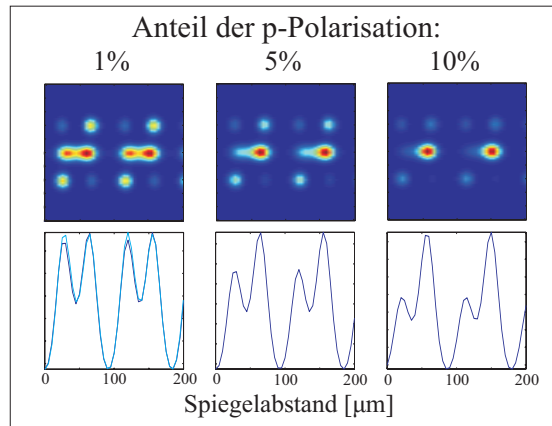 Anteil der p-Polarisation:
1% 5% 10%
0 100 200 0 100 200 0 100 200
Spiegelabstand [μm]